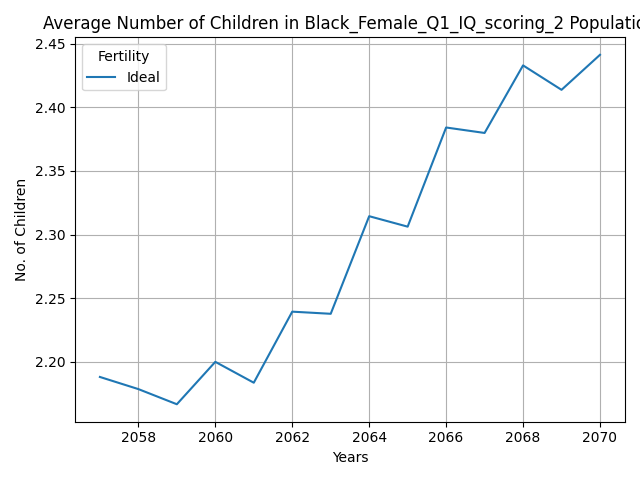 Average Number of Children in Black_Female_Q1_IQ_scoring_2 Populatio
Fertility
Ideal
2.45
2.40
2.35
2.30
2.25
2.20
No. of Children
2058 2060 2062 2064 2066 2068 2070
Years